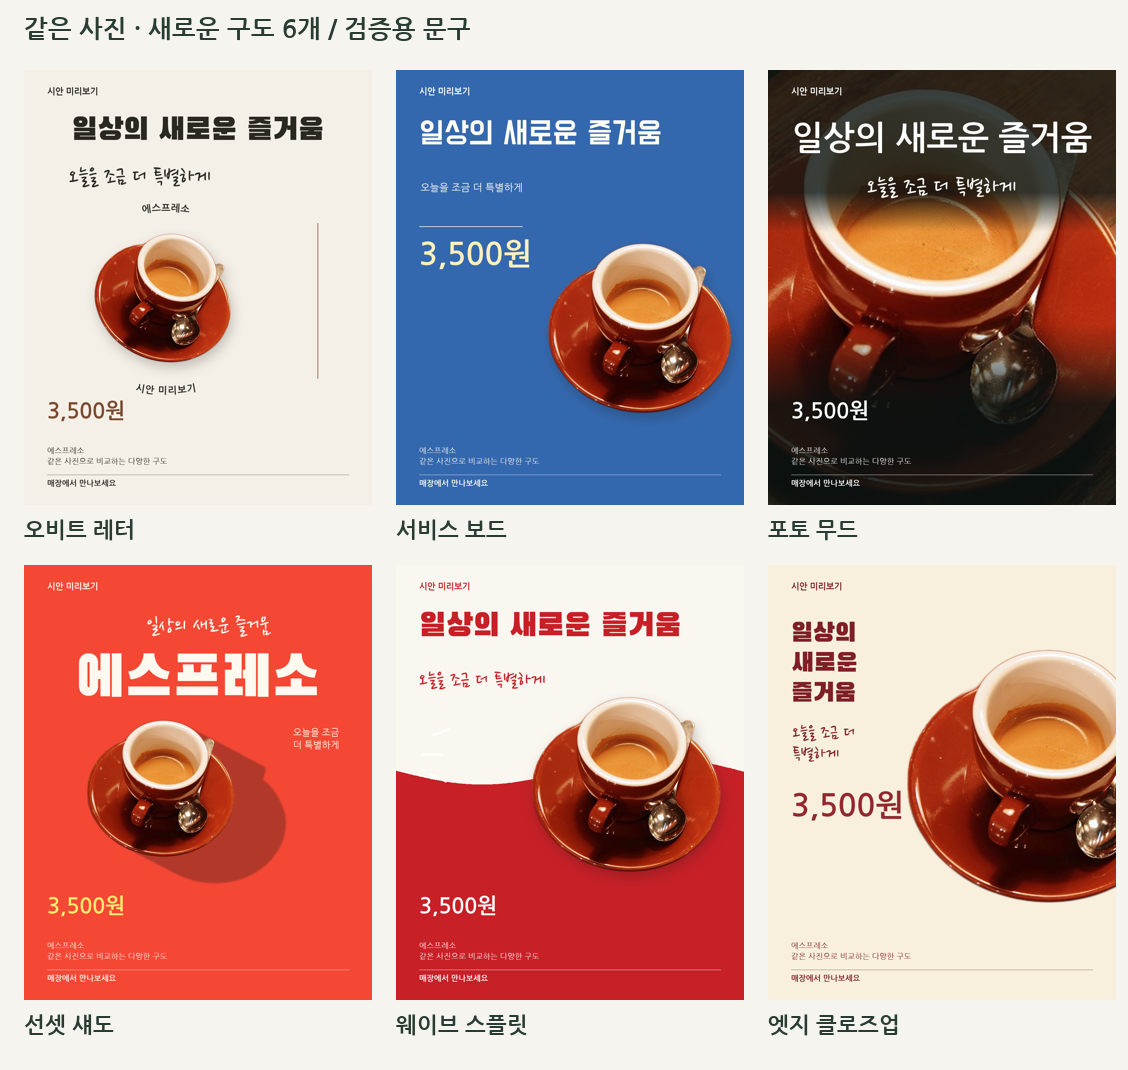 같은 사진 · 새로운 구도 6개 / 검증용 문구
시안 미리보기
일상의 새로운 즐거움
오늘을 조금 더 특별하게
에스프레소
시안 미리보기
3,500원
에스프레소
같은 사진으로 비교하는 다양한 구도
매장에서 만나보세요
오비트 레터
시안 미리보기
일상의 새로운 즐거움
오늘을 조금 더 특별하게
3,500원
에스프레소
같은 사진으로 비교하는 다양한 구도
매장에서 만나보세요
서비스 보드
시안 미리보기
일상의 새로운 즐거움
오늘을 조금 더 특별하게
3,500원
에스프레소
같은 사진으로 비교하는 다양한 구도
매장에서 만나보세요
포토 무드
시안 미리보기
일상의 새로운 즐거움
에스프레소
오늘을 조금
더 특별하게
3,500원
에스프레소
같은 사진으로 비교하는 다양한 구도
매장에서 만나보세요
선셋 섀도
시안 미리보기
일상의 새로운 즐거움
오늘을 조금 더 특별하게
3,500원
에스프레소
같은 사진으로 비교하는 다양한 구도
매장에서 만나보세요
웨이브 스플릿
시안 미리보기
일상의
새로운
즐거움
오늘을 조금 더
특별하게
3,500원
에스프레소
같은 사진으로 비교하는 다양한 구도
매장에서 만나보세요
엣지 클로즈업